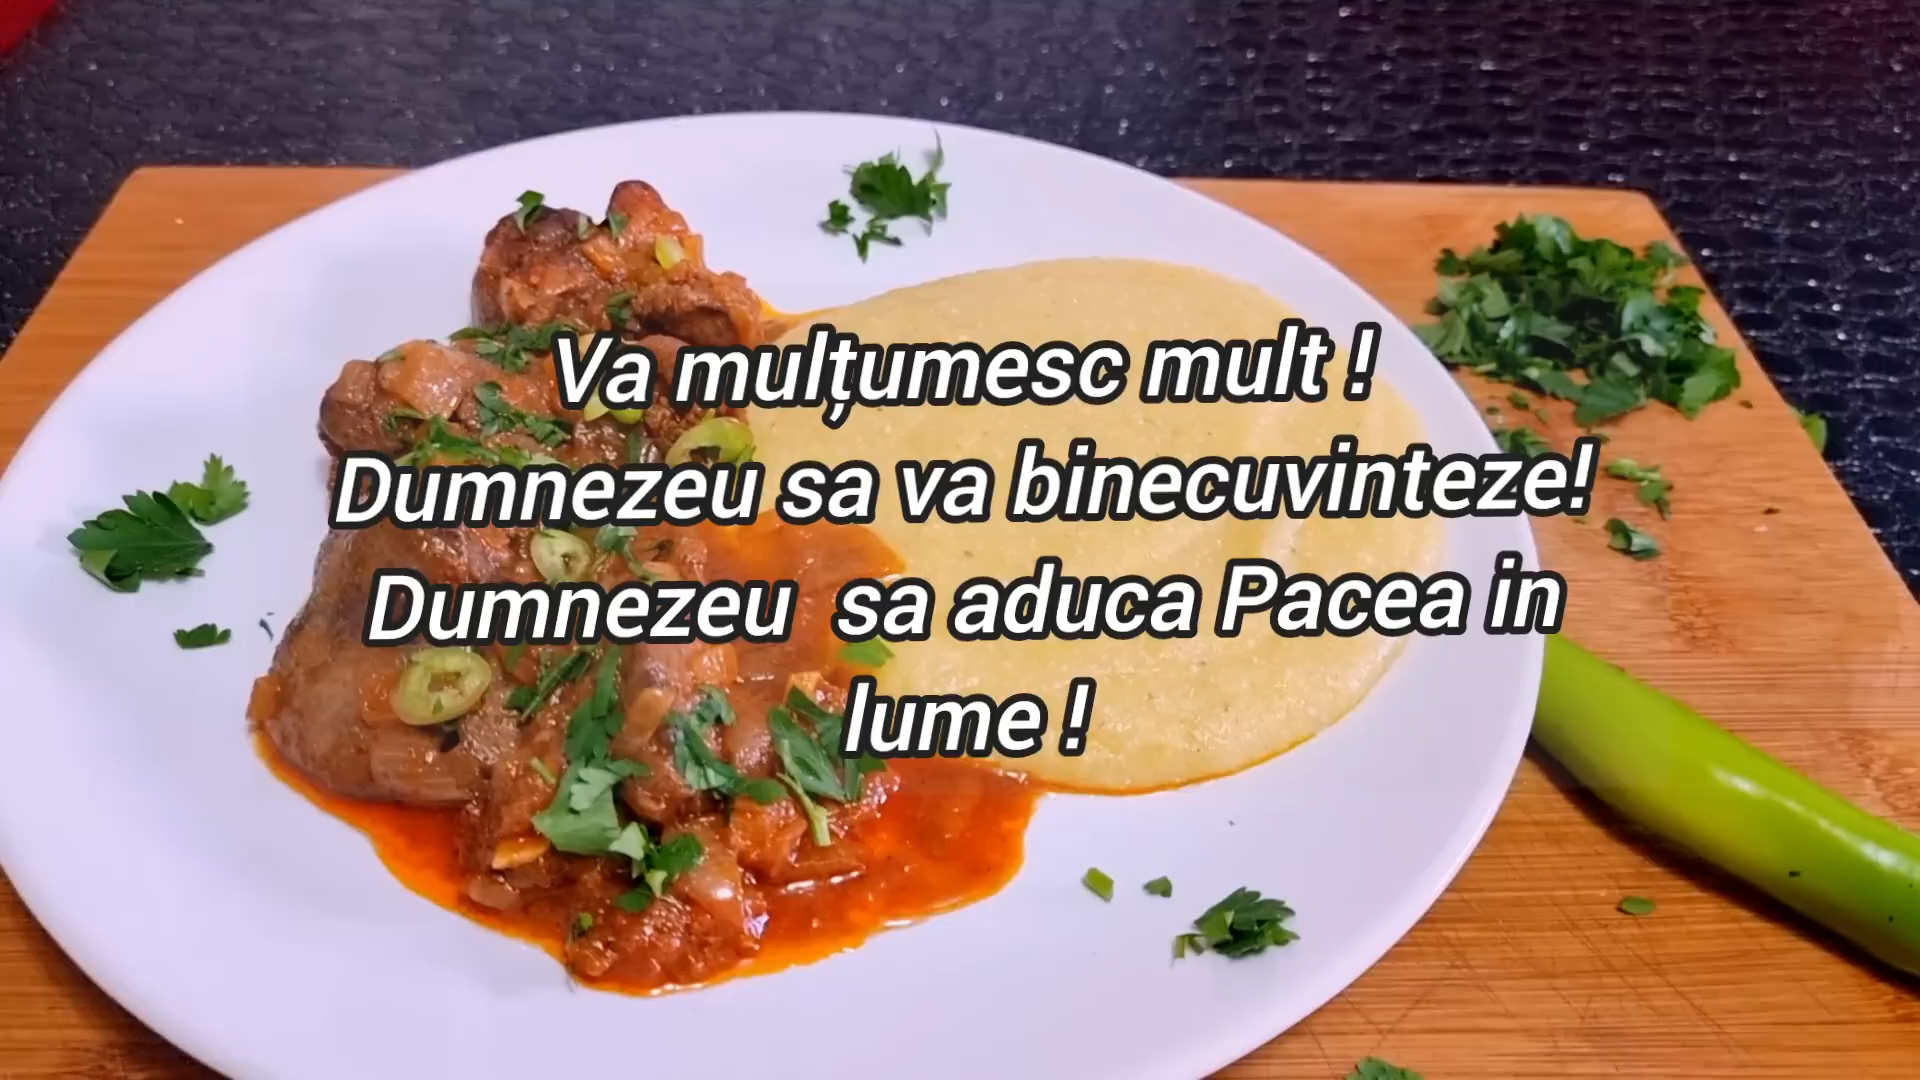 Va mulțumesc mult !
Dumnezeu sa va binecuvinteze!
Dumnezeu  sa aduca Pacea in
lume !